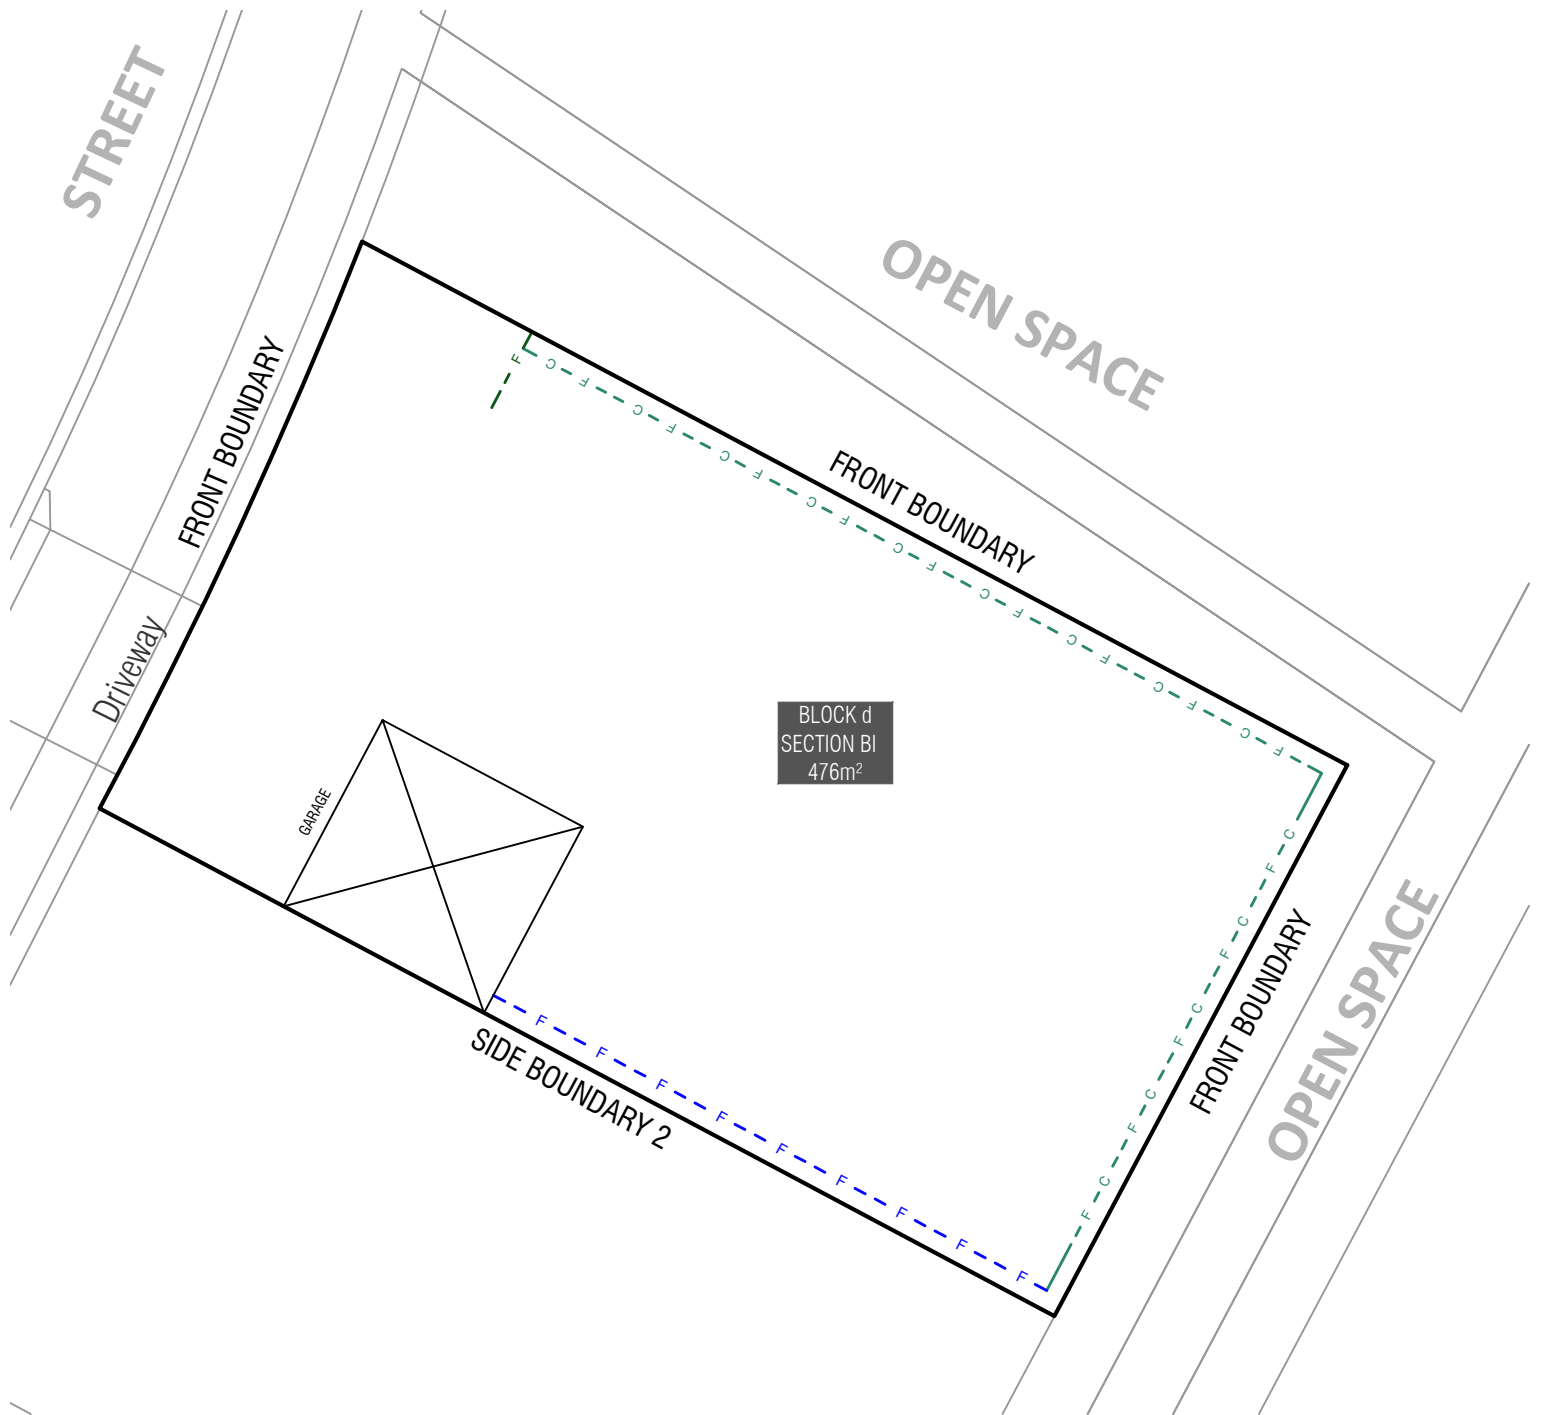 STREET
OPEN SPACE
FRONT BOUNDARY
F
C F C F C F C F C F C F C F C F C F
FRONT BOUNDARY
Driveway
BLOCK d
SECTION BI
476m²
GARAGE
C F C F C F C F C F
FRONT BOUNDARY
OPEN SPACE
F F F F F F F F F
SIDE BOUNDARY 2